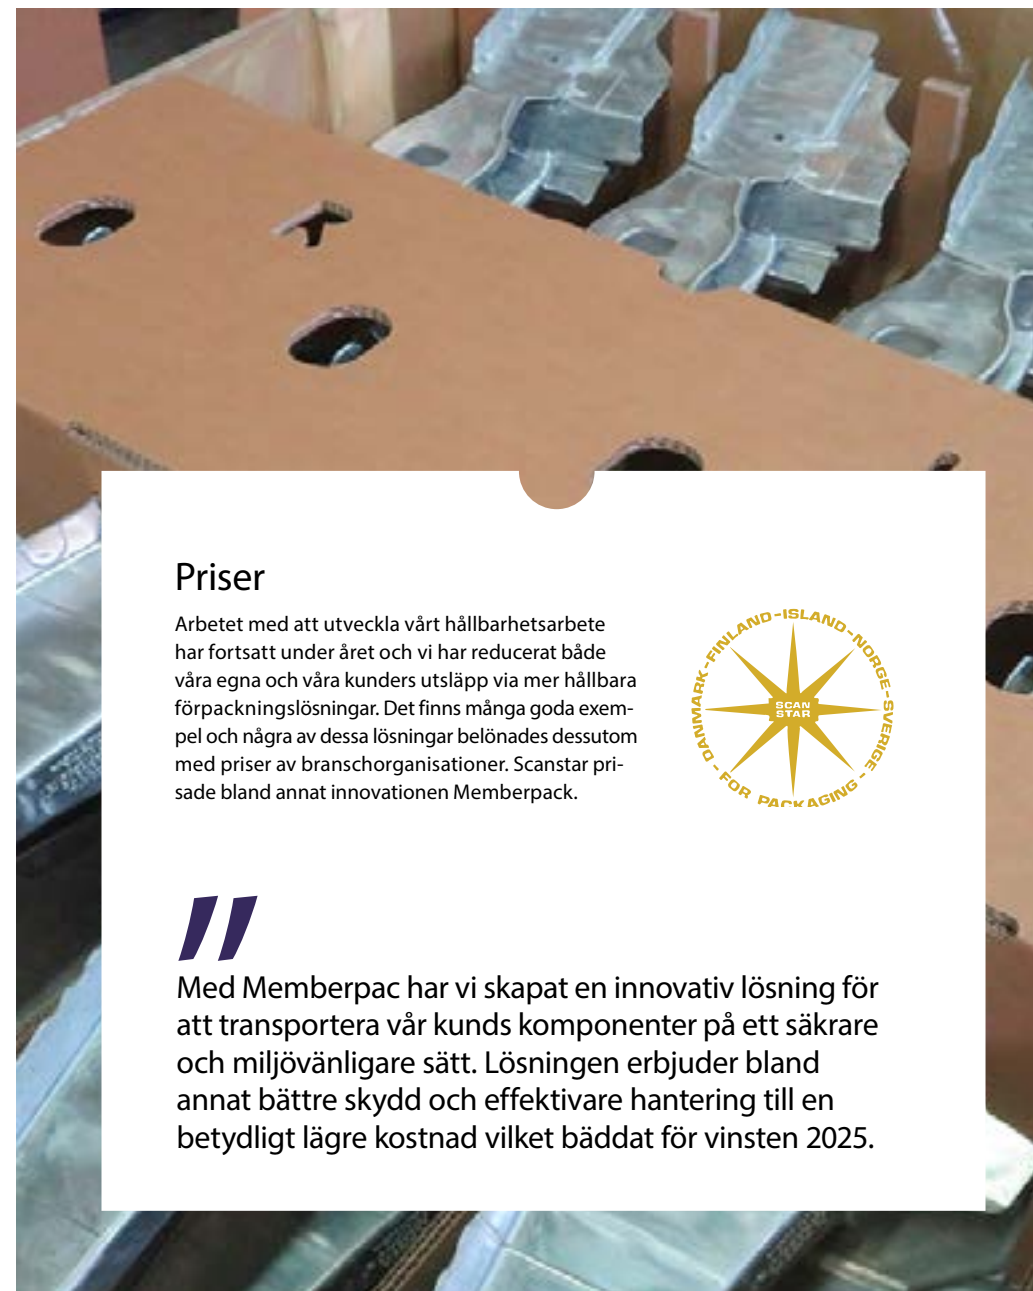 Priser
Arbetet med att utveckla vårt hållbarhetsarbete
har fortsatt under året och vi har reducerat både
våra egna och våra kunders utsläpp via mer hållbara
förpackningslösningar. Det finns många goda exem-
pel och några av dessa lösningar belönades dessutom
med priser av branschorganisationer. Scanstar pri-
sade bland annat innovationen Memberpack.
DANMARK-FINLAND-ISLAND-NORGE-SVERIGE-
FOR PACKAGING-
SCAN
STAR
"
Med Memberpac har vi skapat en innovativ lösning för
att transportera vår kunds komponenter på ett säkrare
och miljövänligare sätt. Lösningen erbjuder bland
annat bättre skydd och effektivare hantering till en
betydligt lägre kostnad vilket bäddat för vinsten 2025.